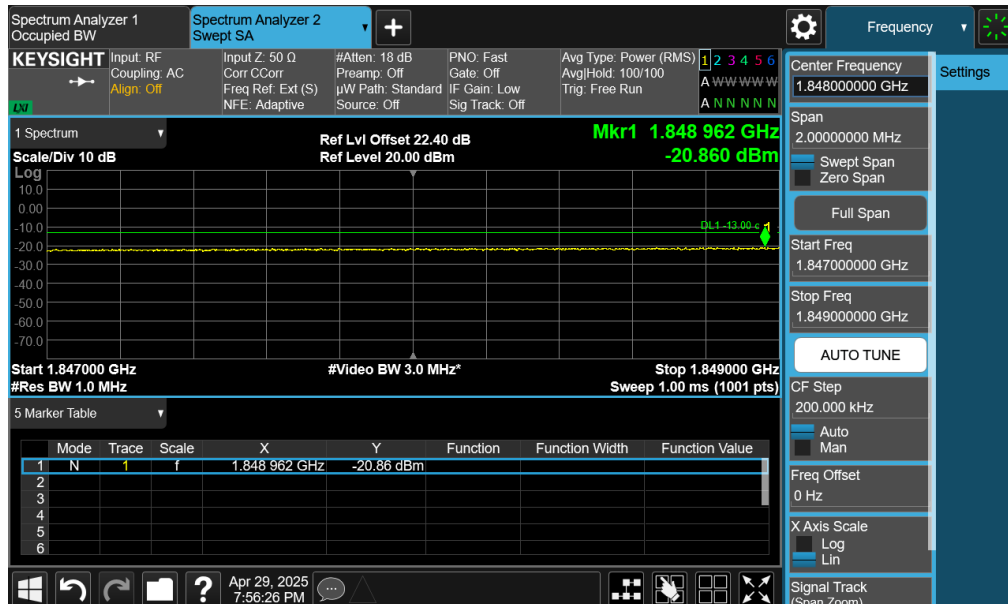 Spectrum Analyzer 1
Occupied BW
Spectrum Analyzer 2
Swept SA
Frequency
KEYSIGHT
LXI
Input: RF
Coupling: AC
Align: Off
Input Z: 50 Ω
Corr CCorr
Freq Ref: Ext (S)
NFE: Adaptive
#Atten: 18 dB
Preamp: Off
µW Path: Standard
Source: Off
PNO: Fast
Gate: Off
IF Gain: Low
Sig Track: Off
Avg Type: Power (RMS)
Avg|Hold: 100/100
Trig: Free Run
1 2 3 4 5 6
A W W W W W
A N N N N N
1 Spectrum
Scale/Div 10 dB
Ref Lvl Offset 22.40 dB
Ref Level 20.00 dBm
Mkr1 1.848 962 GHz
-20.860 dBm
Log
10.0
0.00
-10.0
-20.0
-30.0
-40.0
-50.0
-60.0
-70.0
DL1 -13.00
1
Start 1.847000 GHz
#Video BW 3.0 MHz*
Stop 1.849000 GHz
#Res BW 1.0 MHz
Sweep 1.00 ms (1001 pts)
5 Marker Table
Mode Trace Scale X Y Function Function Width Function Value
1 N 1 f 1.848 962 GHz -20.86 dBm
2
3
4
5
6
Apr 29, 2025
7:56:26 PM
Center Frequency
1.848000000 GHz
Settings
Span
2.00000000 MHz
Swept Span
Zero Span
Full Span
Start Freq
1.847000000 GHz
Stop Freq
1.849000000 GHz
AUTO TUNE
CF Step
200.000 kHz
Auto
Man
Freq Offset
0 Hz
X Axis Scale
Log
Lin
Signal Track
(Span Zoom)